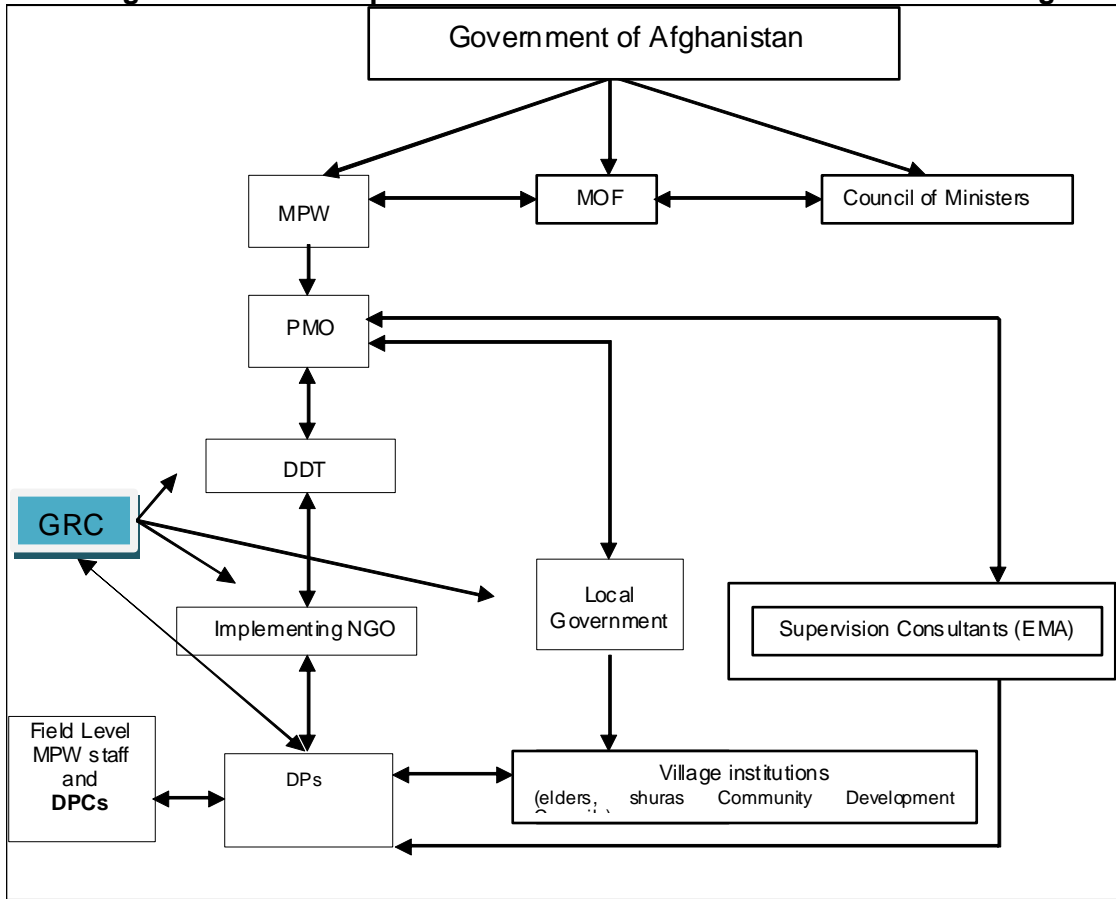 Government of Afghanistan
MPW
MOF
Council of Ministers
PMO
DDT
GRC
Implementing NGO
Local
Government
Supervision Consultants (EMA)
Field Level
MPW staff
and
DPCs
DPs
Village institutions
(elders, shuras Community Development